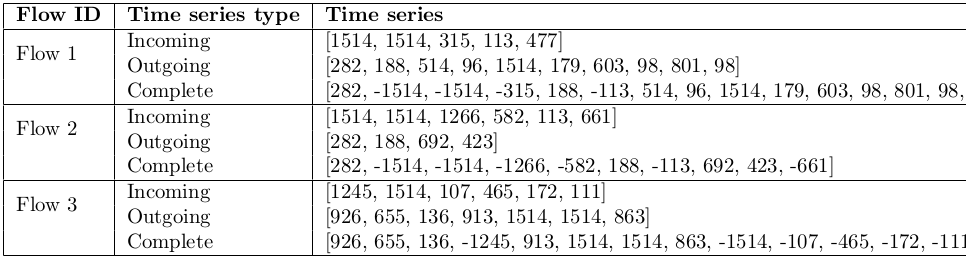 Flow ID Time series type Time series
Flow 1 Incoming [1514, 1514, 315, 113, 477]
Outgoing [282, 188, 514, 96, 1514, 179, 603, 98, 801, 98]
Complete [282, -1514, -1514, -315, 188, -113, 514, 96, 1514, 179, 603, 98, 801, 98,
Flow 2 Incoming [1514, 1514, 1266, 582, 113, 661]
Outgoing [282, 188, 692, 423]
Complete [282, -1514, -1514, -1266, -582, 188, -113, 692, 423, -661]
Flow 3 Incoming [1245, 1514, 107, 465, 172, 111]
Outgoing [926, 655, 136, 913, 1514, 1514, 863]
Complete [926, 655, 136, -1245, 913, 1514, 1514, 863, -1514, -107, -465, -172, -111